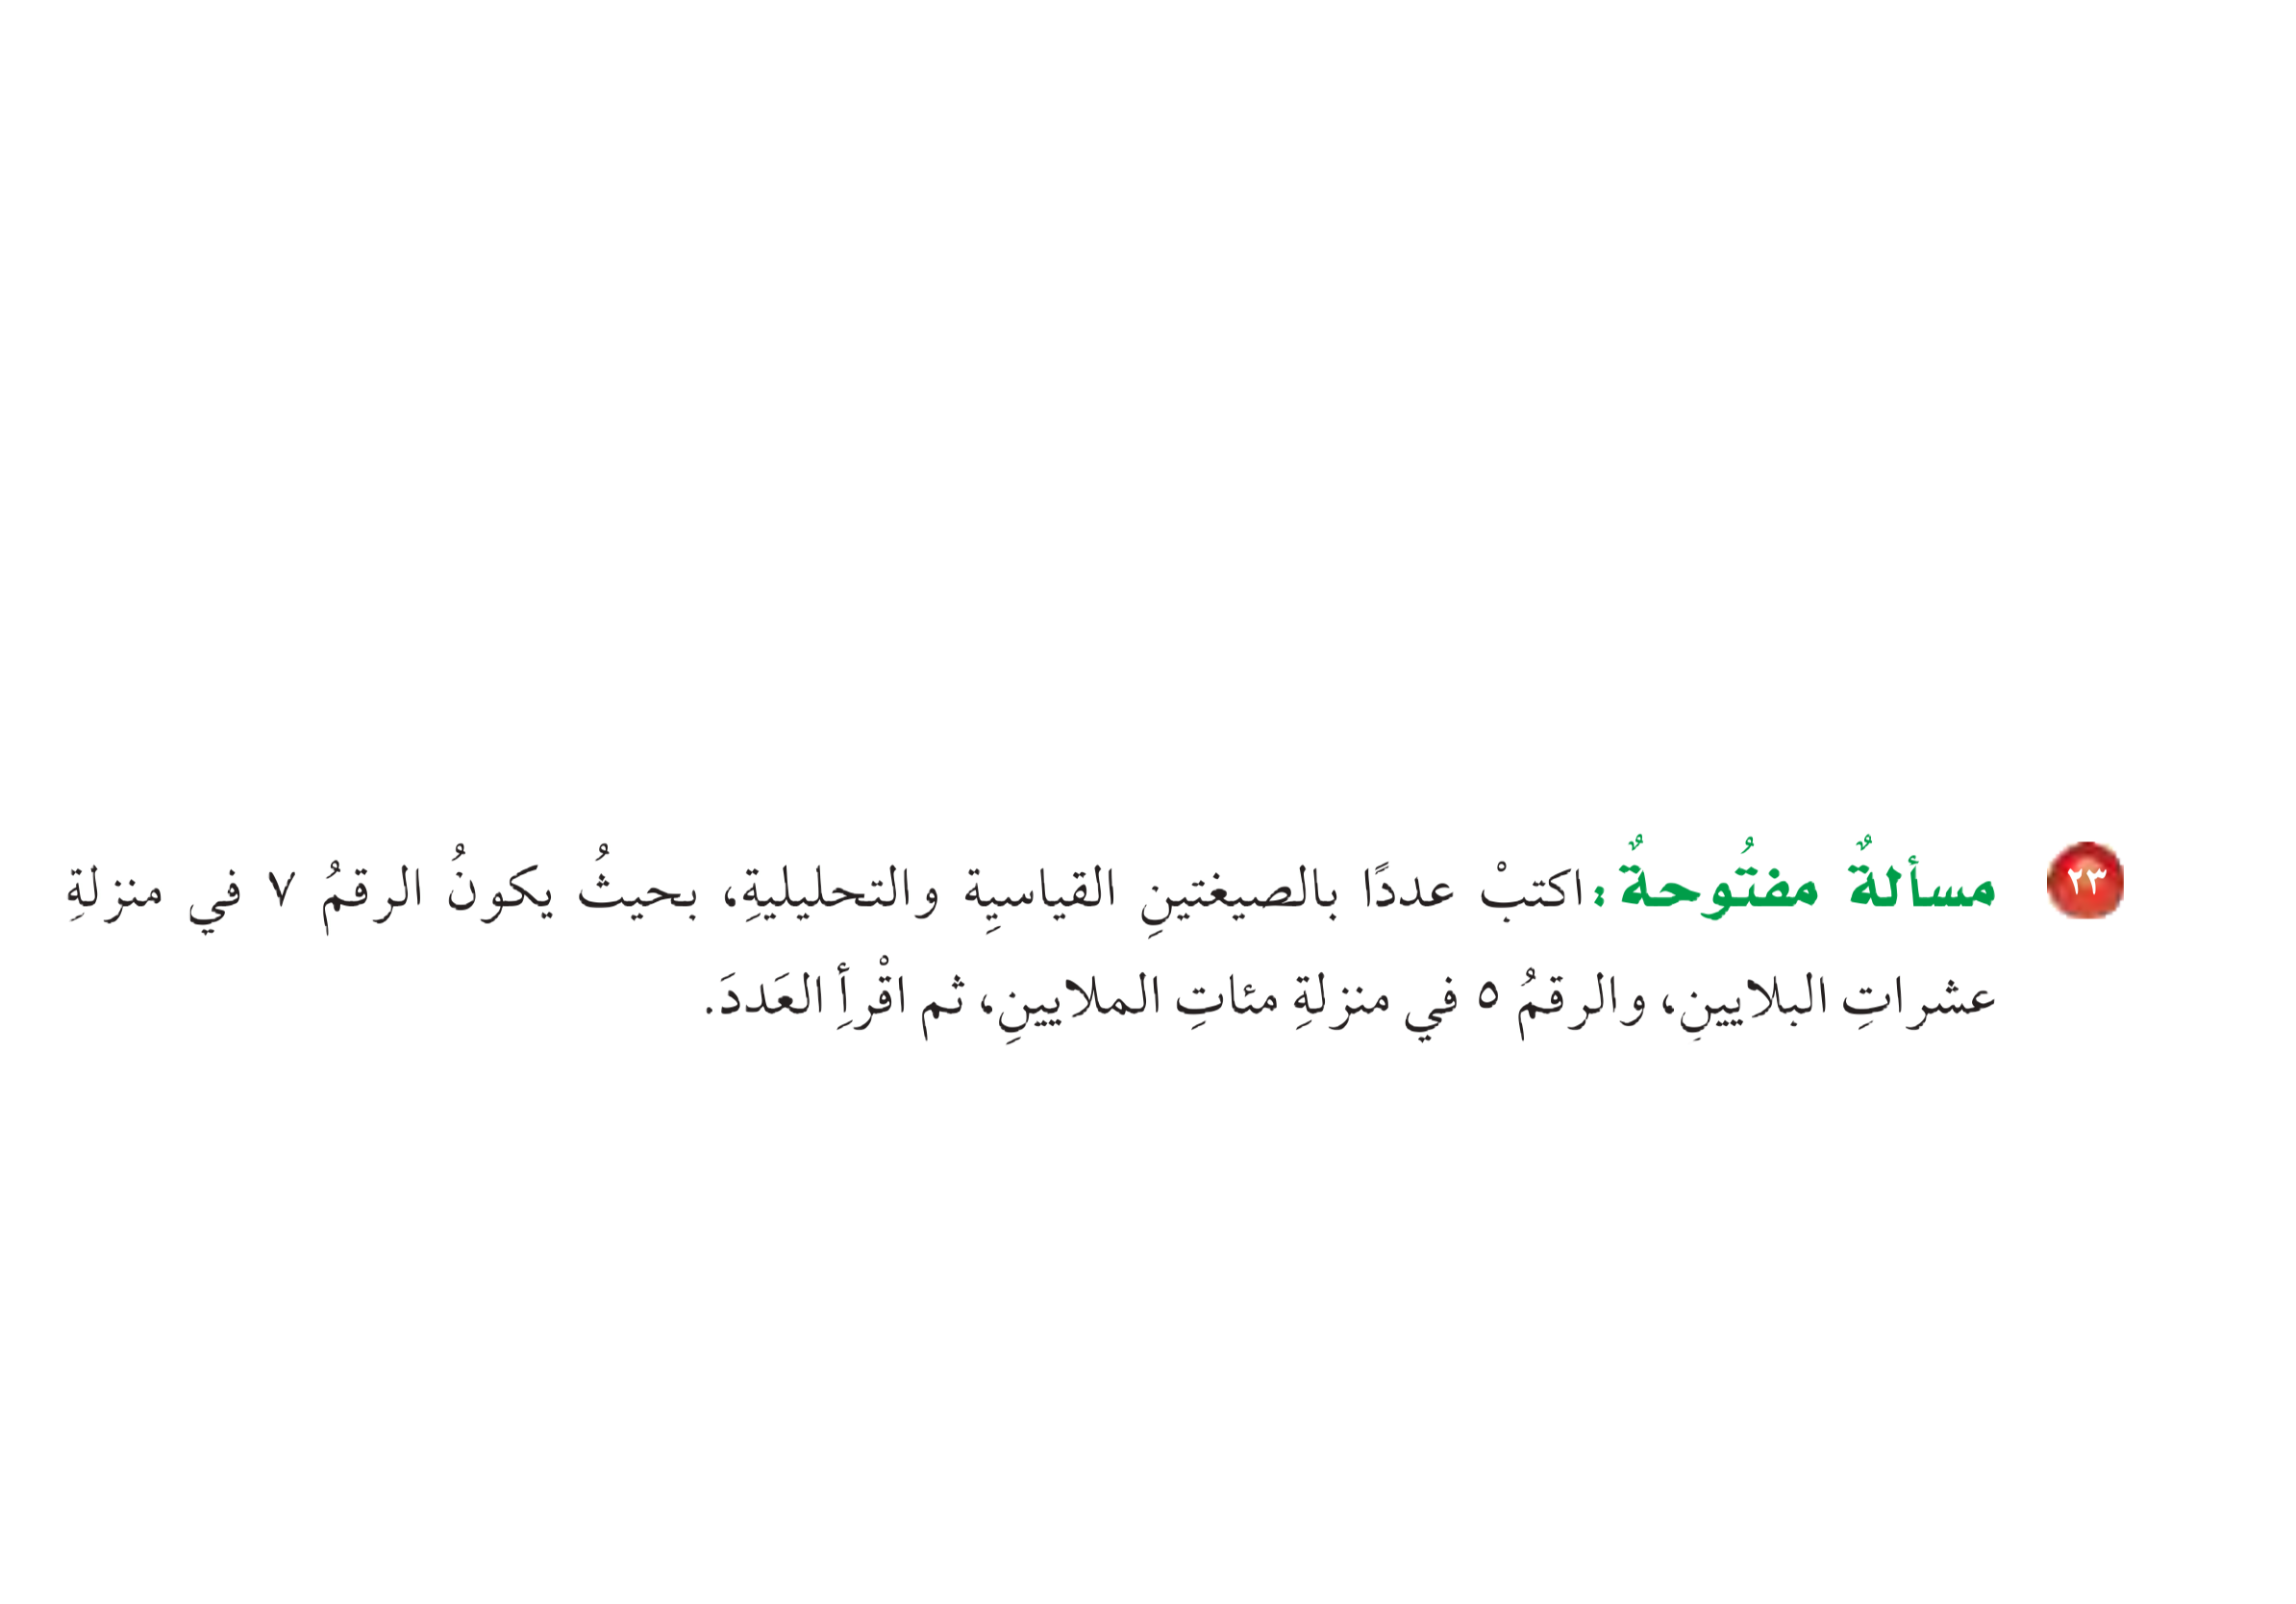 ٢٣ مسألةٌ مفتُوحةٌ: اكتبْ عددًا بالصيغتينِ القياسيةِ والتحليليةِ، بحيثُ يكونُ الرقمُ ٧ في منزلةِ
عشراتِ البلايينِ، والرقمُ ٥ في منزلةِ مئاتِ الملايينِ، ثم اقْرأِ العَددَ.